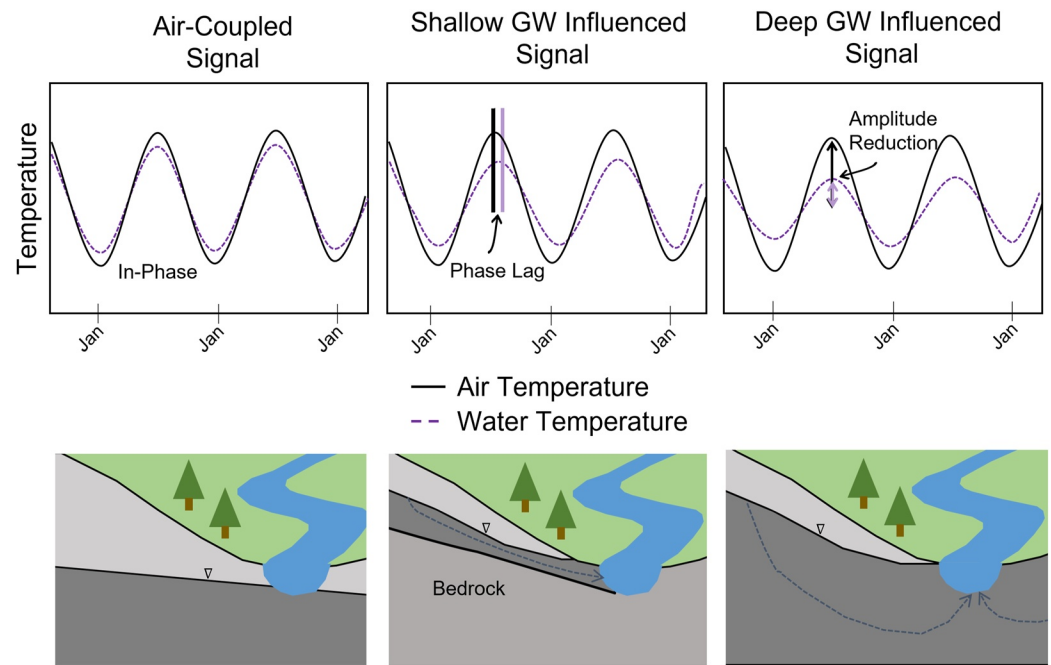 Air-Coupled
Signal
Shallow GW Influenced
Signal
Deep GW Influenced
Signal
Temperature
In-Phase
Phase Lag
Amplitude
Reduction
Jan
Jan
Jan
Jan
Jan
Jan
Jan
Jan
Jan
Air Temperature
Water Temperature
Bedrock